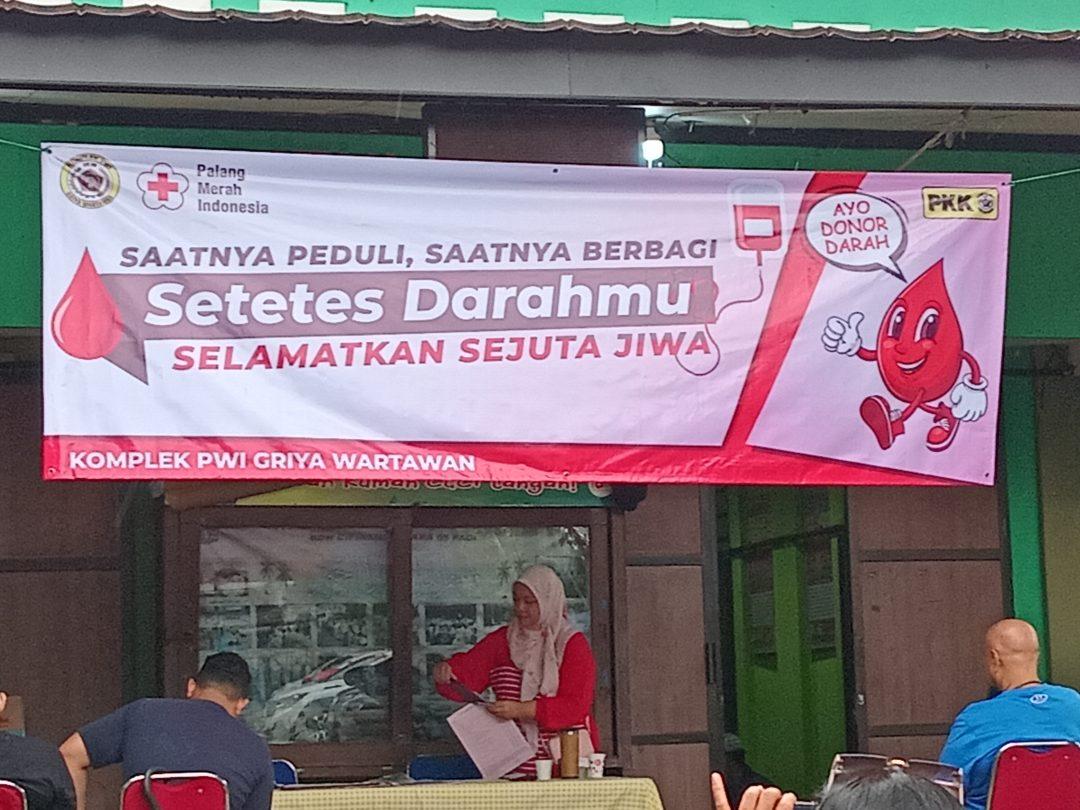 Palang
Merah
Indonesia
PKK
AYO
DONOR
DARAH
SAATNYA PEDULI, SAATNYA BERBAGI
Setetes Darahmu
SELAMATKAN SEJUTA JIWA
KOMPLEK PWI GRIYA WARTAWAN